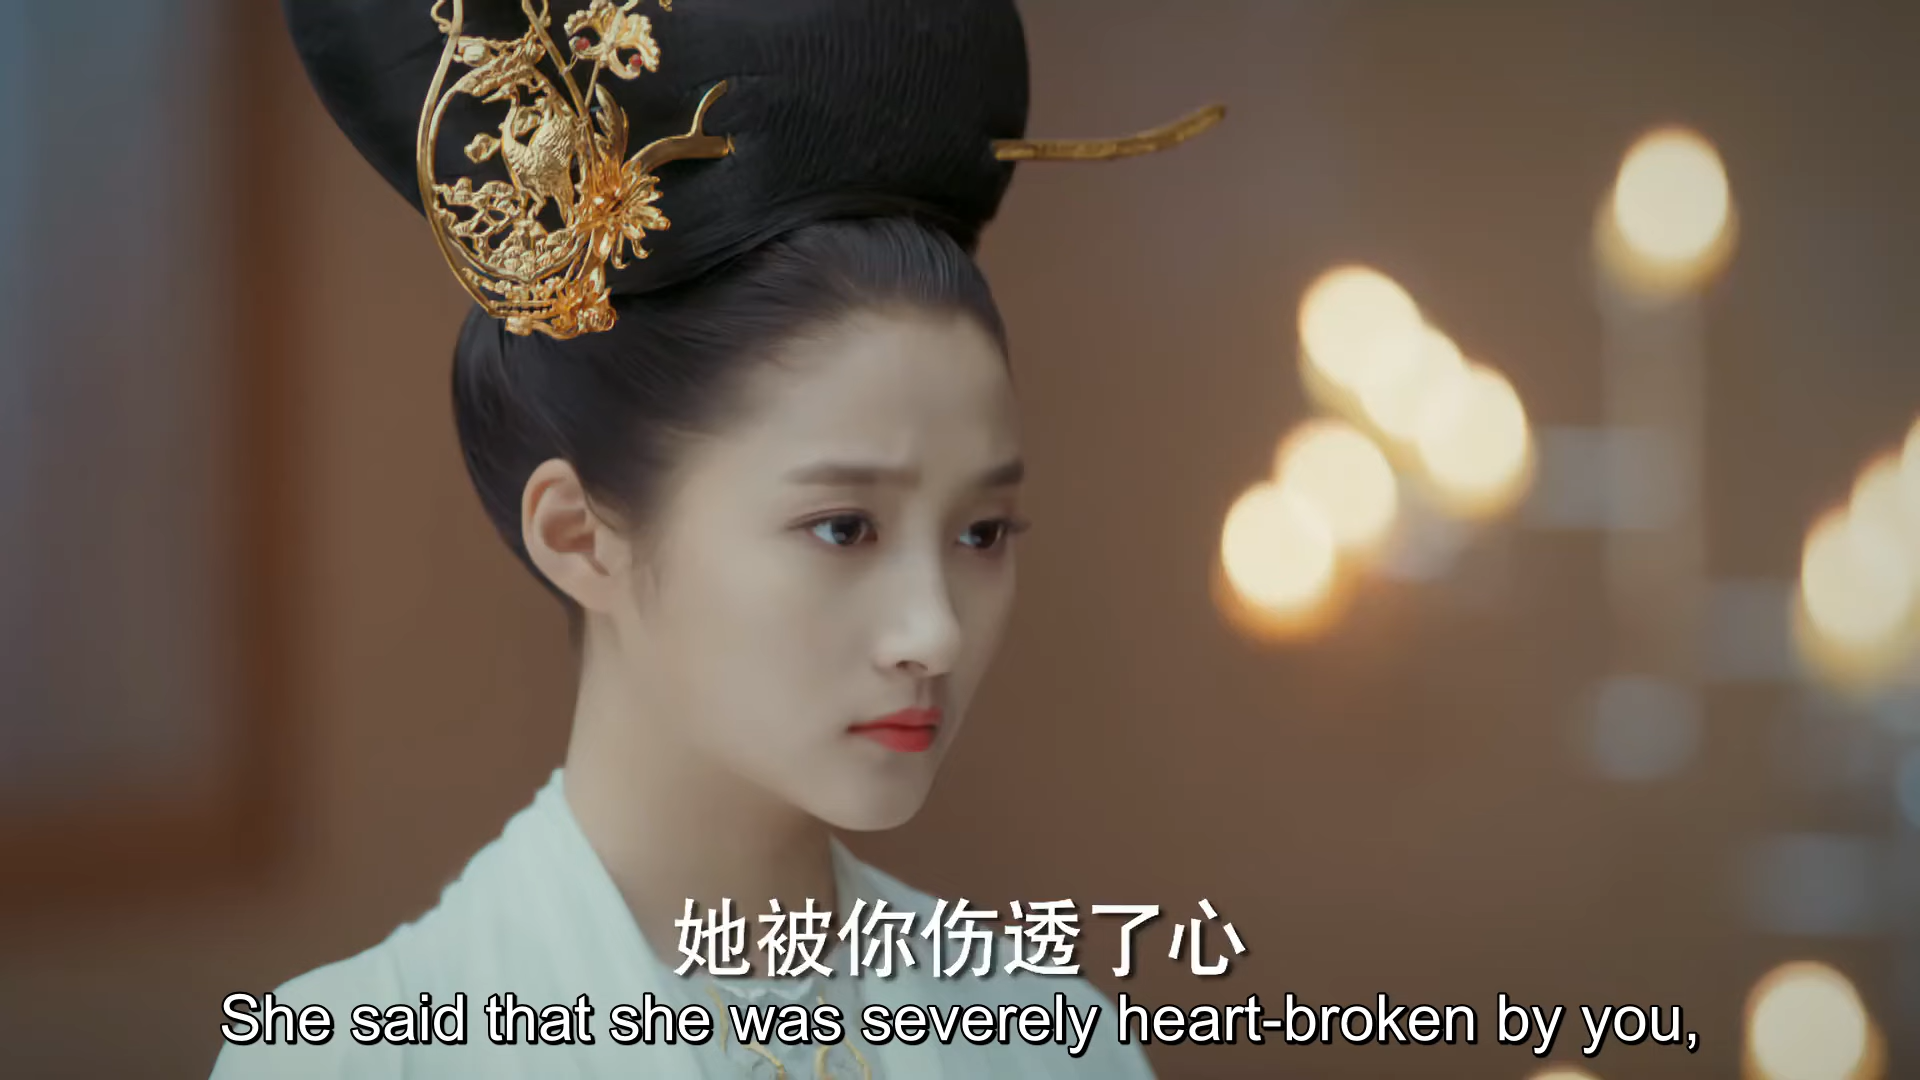 她被你伤透了心
She said that she was severely heart-broken by you,